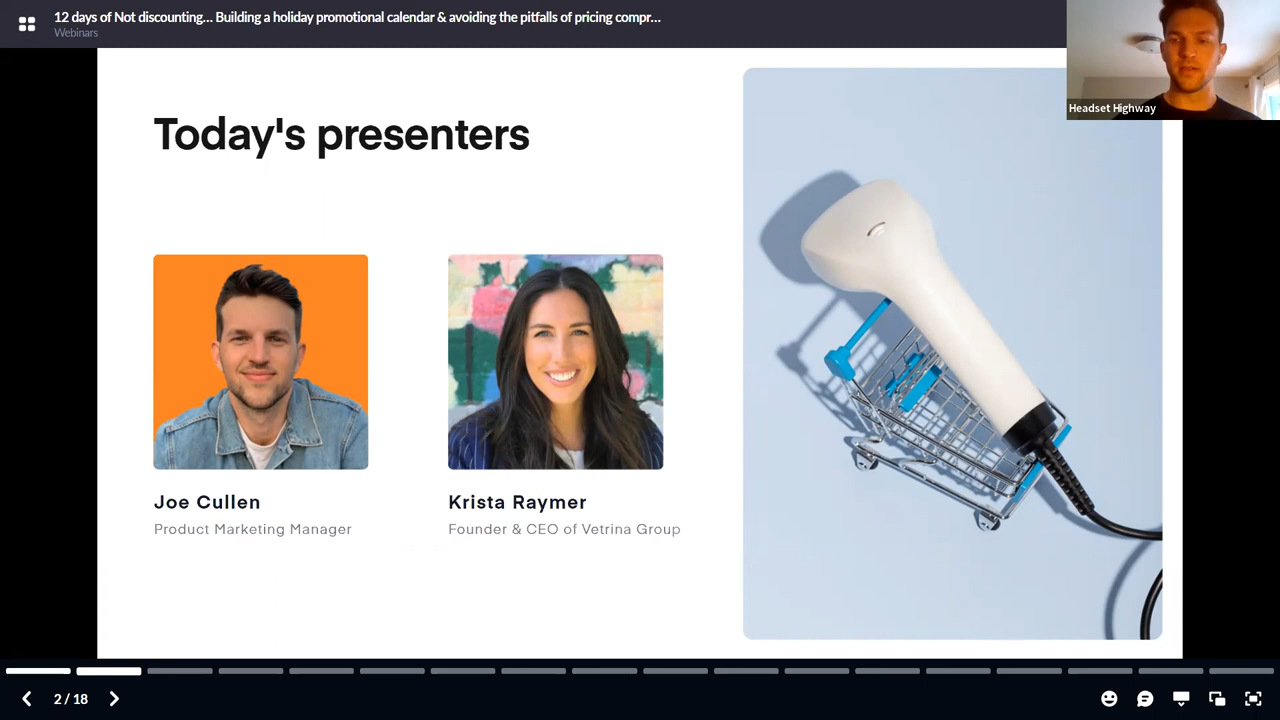 12 days of Not discounting... Building a holiday promotional calendar & avoiding the pitfalls of pricing compr...
Webinars
Headset Highway
Today's presenters
Joe Cullen
Product Marketing Manager
Krista Raymer
Founder & CEO of Vetrina Group
2 / 18